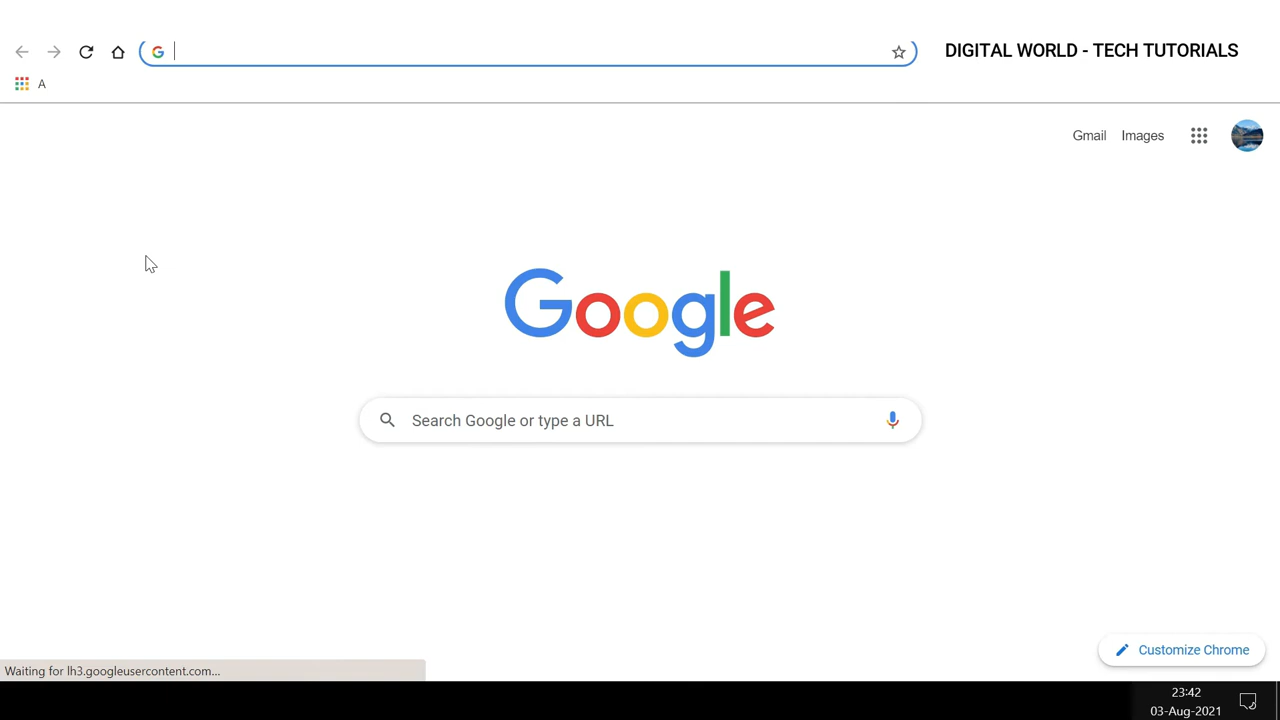 DIGITAL WORLD - TECH TUTORIALS
A
Gmail Images
Google
Search Google or type a URL
Customize Chrome
Waiting for lh3.googleusercontent.com...
23:42
03-Aug-2021